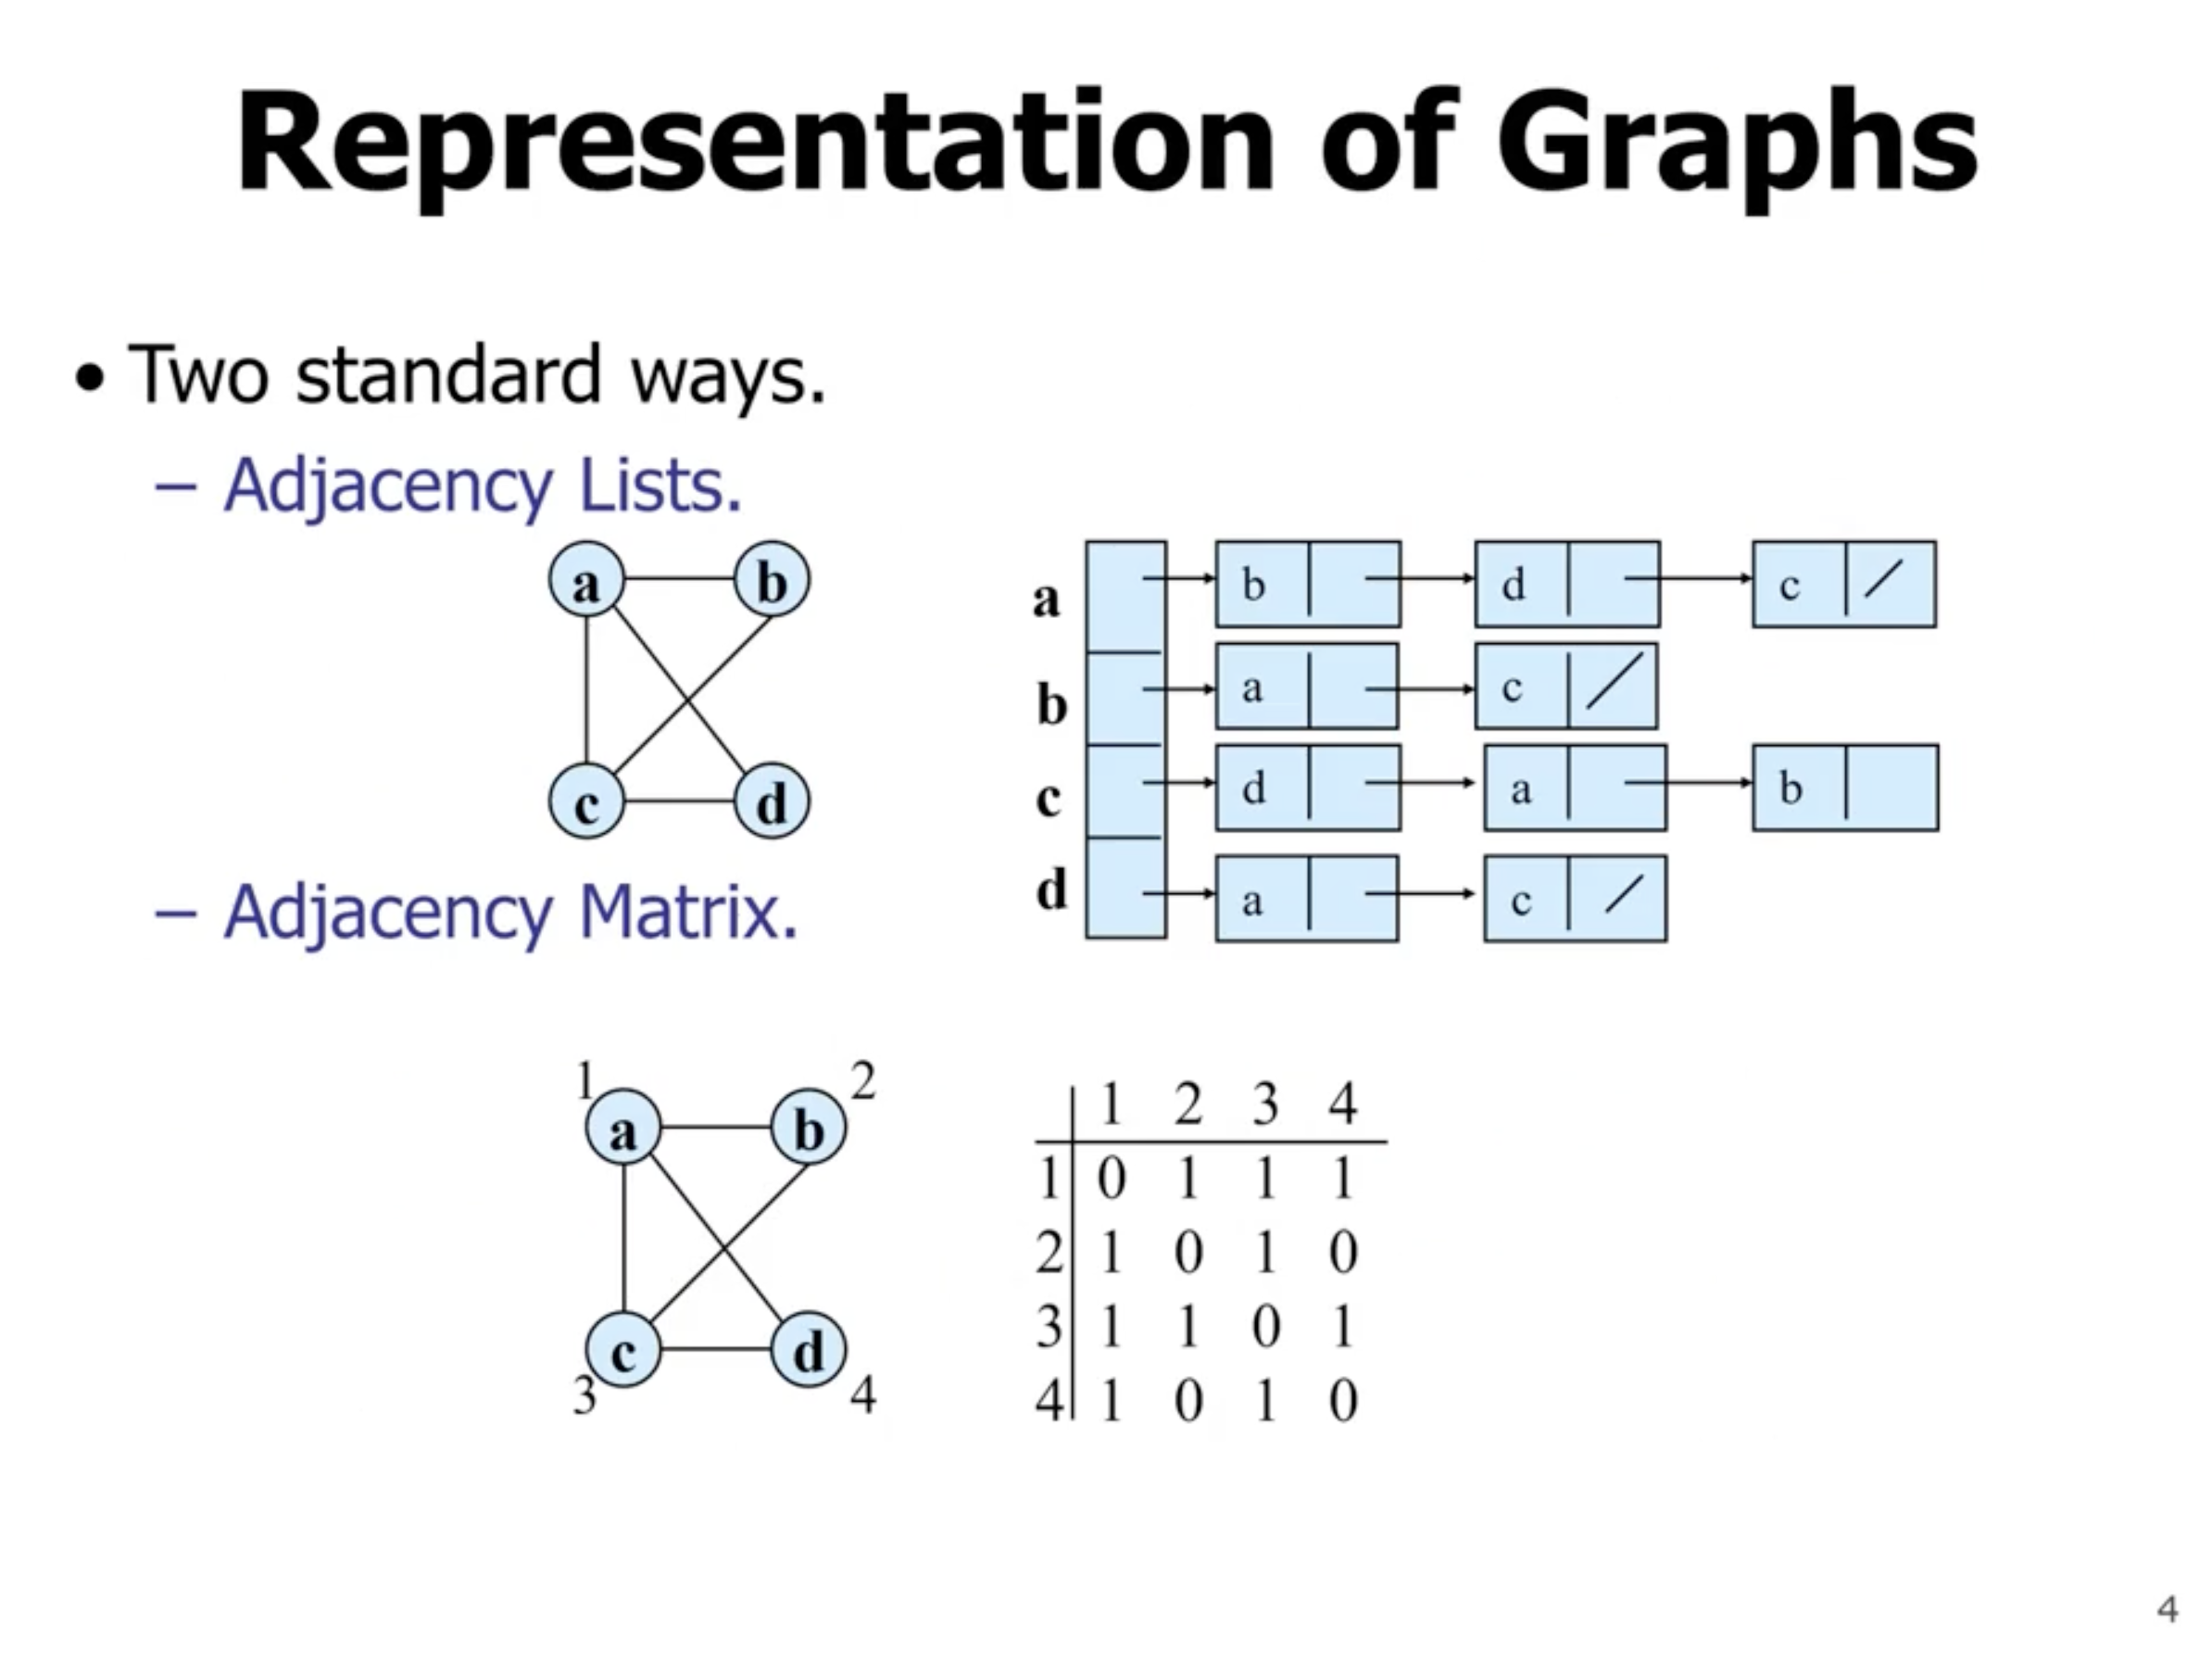 Representation of Graphs
• Two standard ways.
– Adjacency Lists.
a b
c d
a b d c
b a c
c d a b
d a c
– Adjacency Matrix.
1 2
a b
c d
3 4
1 2 3 4
1 0 1 1 1
2 1 0 1 0
3 1 1 0 1
4 1 0 1 0
4